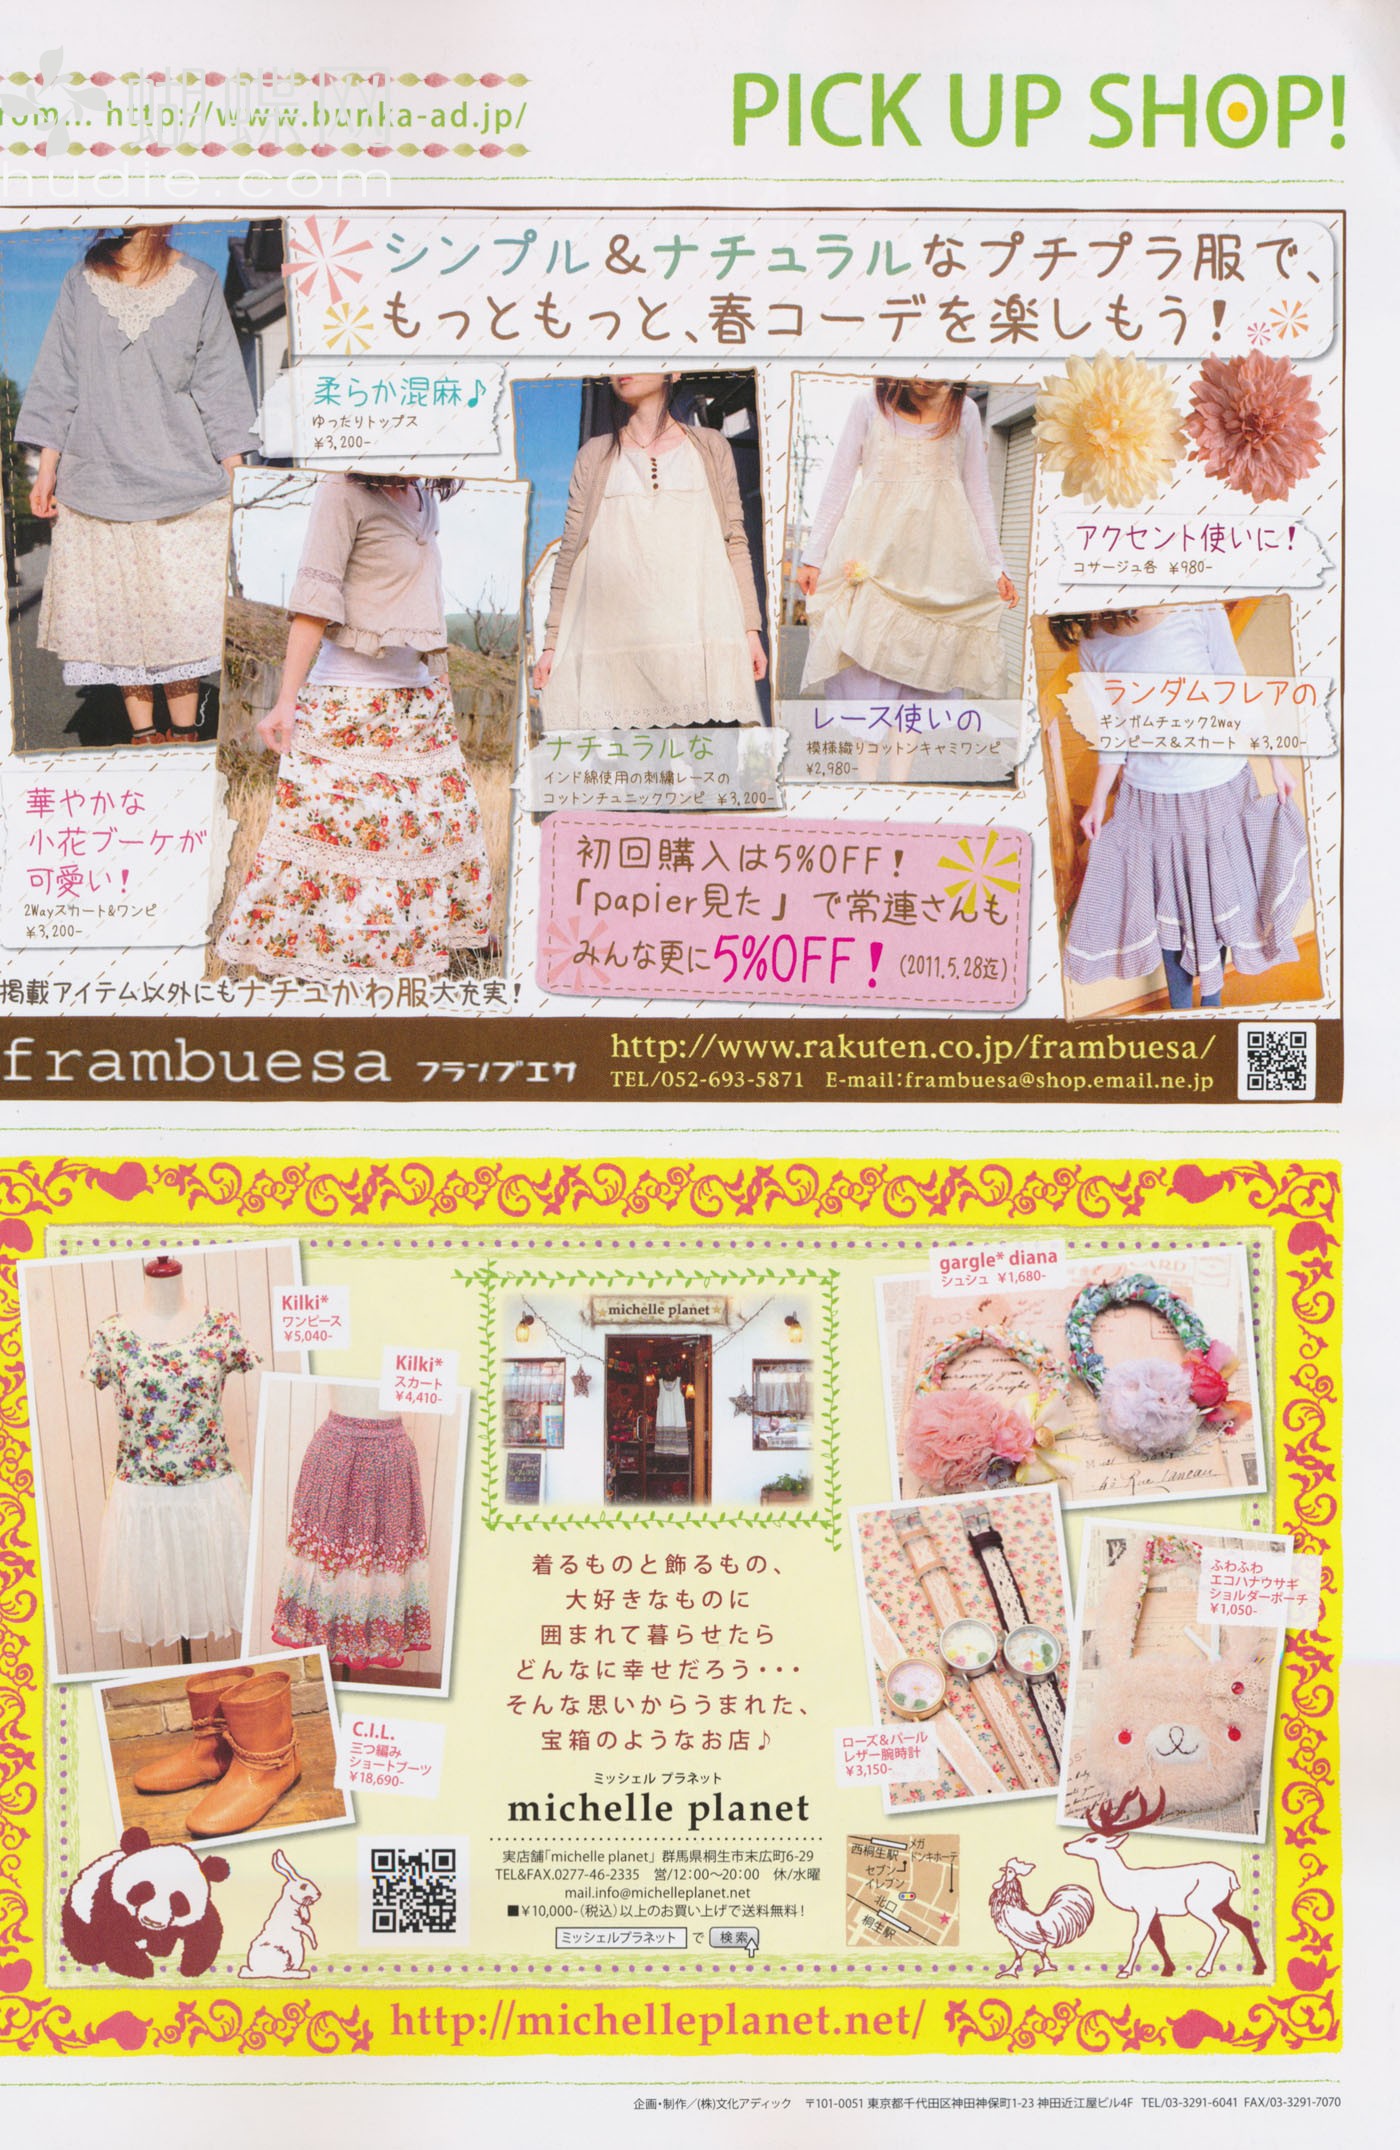 蝴蝶网
hudie.com
rom... http://www.bunka-ad.jp/
PICK UP SHOP!
シンプル&ナチュラルなプチプラ服で、
もっともっと、春コーデを楽しもう!
柔らか混麻♪
ゆったりトップス
¥3,200-
アクセント使いに!
コサージュ各 ¥980-
ランダムフレアの
ギンガムチェック2way
ワンピース&スカート ¥3,200-
レース使いの
模様織りコットンキャミワンピ
¥2,980-
ナチュラルな
インド綿使用の刺繍レースの
コットンチュニックワンピ ¥3,200-
華やかな
小花ブーケが
可愛い!
2Wayスカート&ワンピ
¥3,200-
初回購入は5%OFF!
「papier見た」で常連さんも
みんな更に5%OFF!(2011.5.28迄)
掲載アイテム以外にもナチュかわ服大充実!
frambuesa フランブエサ
http://www.rakuten.co.jp/frambuesa/
TEL/052-693-5871 E-mail:frambuesa@shop.email.ne.jp
Kilki*
ワンピース
¥5,040-
Kilki*
スカート
¥4,410-
C.I.L.
三つ編み
ショートブーツ
¥18,690-
michelle planet
gargle* diana
シュシュ ¥1,680-
ふわふわ
エコハナウサギ
ショルダーポーチ
¥1,050-
ローズ&パール
レザー腕時計
¥3,150-
着るものと飾るもの、
大好きなものに
囲まれて暮らせたら
どんなに幸せだろう・・・
そんな思いからうまれた、
宝箱のようなお店♪
ミッシェル プラネット
michelle planet
実店舗「michelle planet」群馬県桐生市末広町6-29
TEL&FAX.0277-46-2335 営/12:00〜20:00 休/水曜
mail.info@michelleplanet.net
■¥10,000-(税込)以上のお買い上げで送料無料!
ミッシェルプラネット で 検索
西桐生駅
メガ
ドンキホーテ
セブン
イレブン
北口
桐生駅
http://michelleplanet.net/
企画・制作/(株)文化アディック 〒101-0051 東京都千代田区神田神保町1-23 神田近江屋ビル4F TEL/03-3291-6041 FAX/03-3291-7070